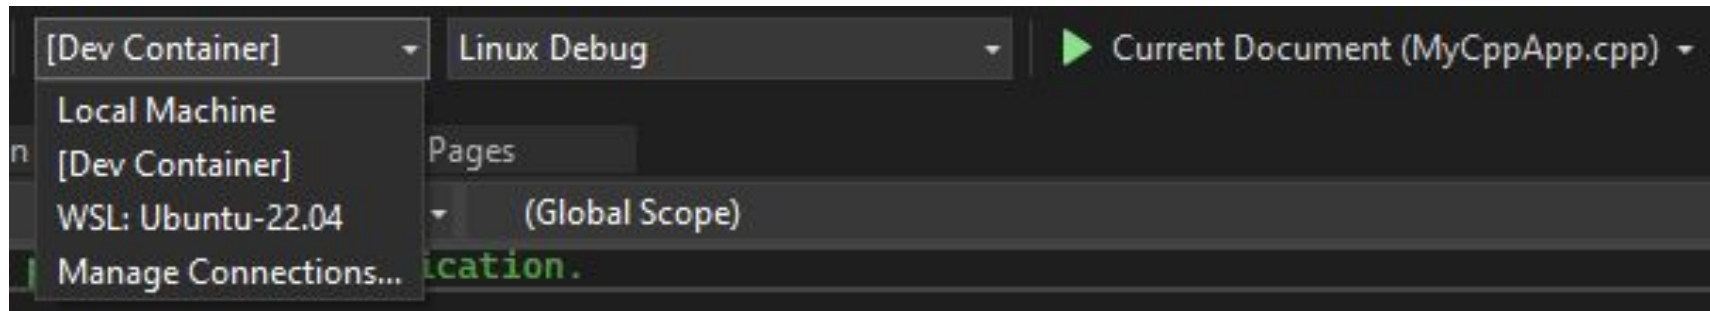 [Dev Container] Linux Debug Current Document (MyCppApp.cpp)
Local Machine
n Pages
[Dev Container]
WSL: Ubuntu-22.04 (Global Scope)
Manage Connections... ication.